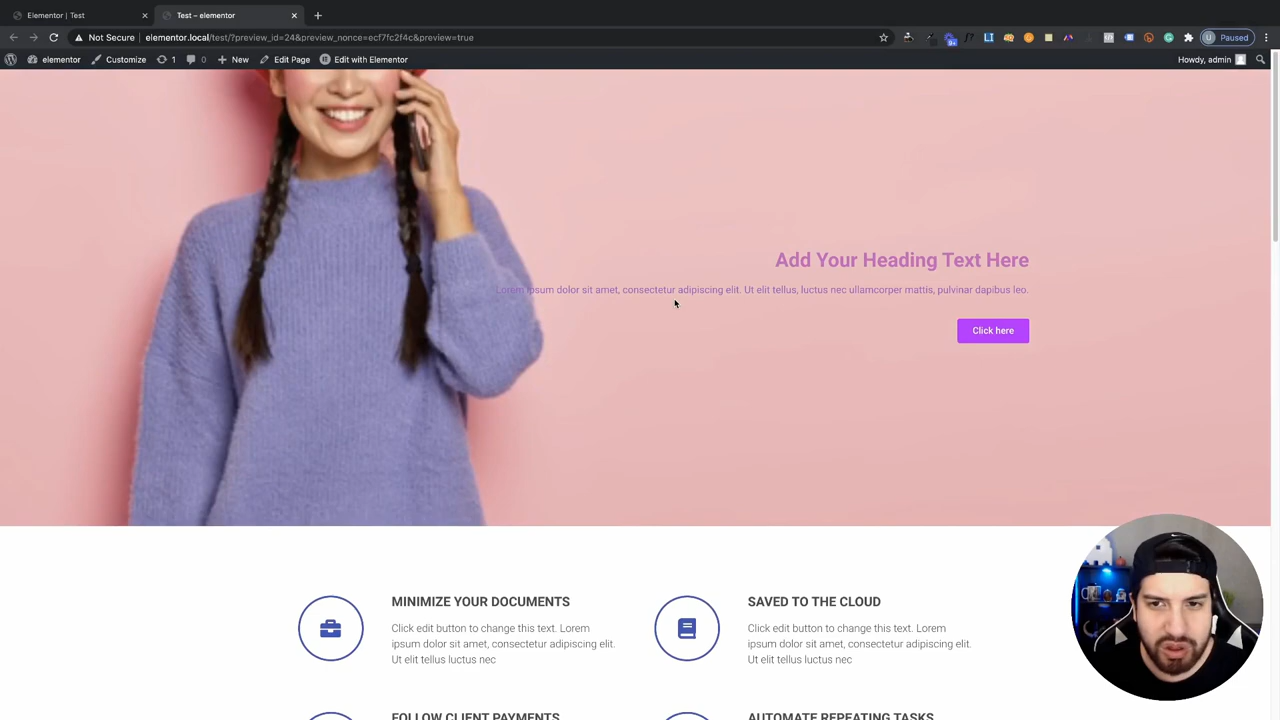 Elementor | Test
Test – elementor
Not Secure
elementor.local/test/?preview_id=24&preview_nonce=ecf7fc2f4c&preview=true
Paused
elementor
Customize
1
0
New
Edit Page
Edit with Elementor
Howdy, admin
Add Your Heading Text Here
Lorem ipsum dolor sit amet, consectetur adipiscing elit. Ut elit tellus, luctus nec ullamcorper mattis, pulvinar dapibus leo.
Click here
MINIMIZE YOUR DOCUMENTS
Click edit button to change this text. Lorem
ipsum dolor sit amet, consectetur adipiscing elit.
Ut elit tellus luctus nec
SAVED TO THE CLOUD
Click edit button to change this text. Lorem
ipsum dolor sit amet, consectetur adipiscing elit.
Ut elit tellus luctus nec
FOLLOW CLIENT PAYMENTS
AUTOMATE REPEATING TASKS